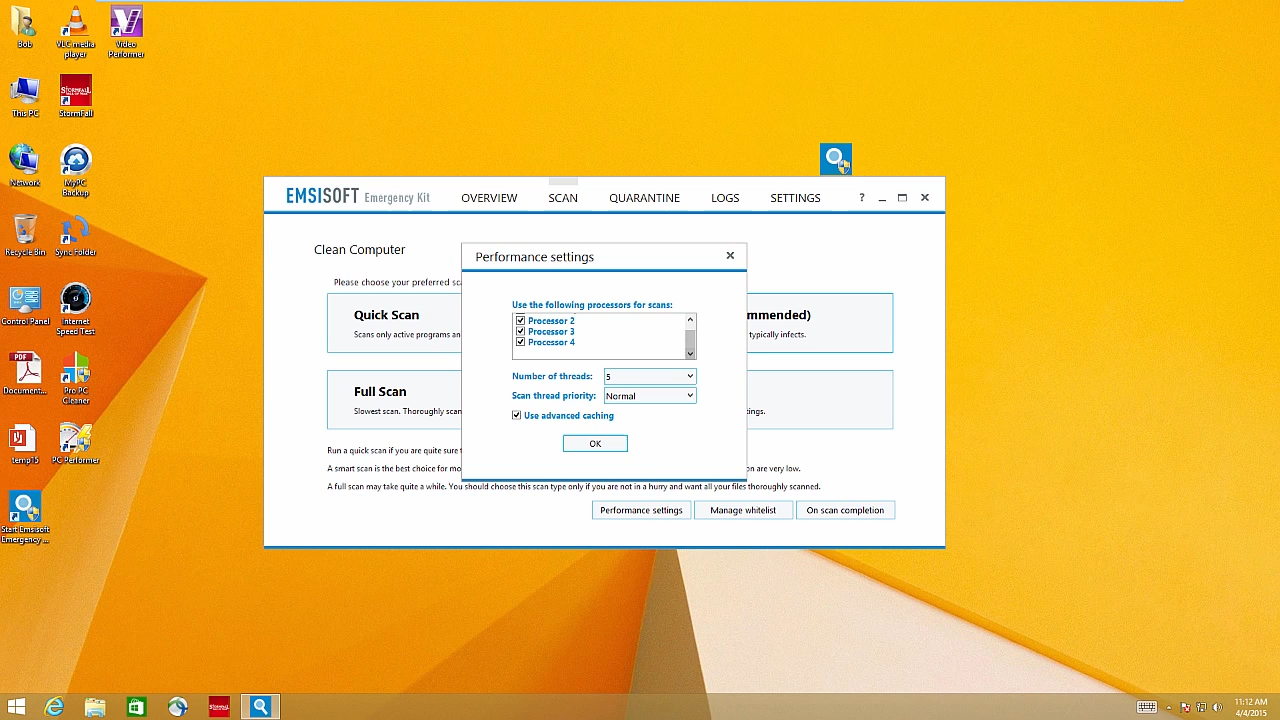 Bob
VLC media
player
Video
Performer
This PC
STORMFALL
StormFall
Network
MyPC
Backup
Recycle Bin
Sync Folder
Control Panel
Internet
Speed Test
PDF
Document...
Pro PC
Cleaner
temp15
PC Performer
Start Emsisoft
Emergency ...
EMSISOFT Emergency Kit
OVERVIEW
SCAN
QUARANTINE
LOGS
SETTINGS
?
Clean Computer
Please choose your preferred sc
Quick Scan
Scans only active programs an
mmended)
typically infects.
Full Scan
Slowest scan. Thoroughly scan
tings.
Run a quick scan if you are quite sure t
A smart scan is the best choice for mo
on are very low.
A full scan may take quite a while. You should choose this scan type only if you are not in a hurry and want all your files thoroughly scanned.
Performance settings
Manage whitelist
On scan completion
Performance settings
Use the following processors for scans:
Processor 2
Processor 3
Processor 4
Number of threads: 5
Scan thread priority: Normal
Use advanced caching
OK
11:12 AM
4/4/2015